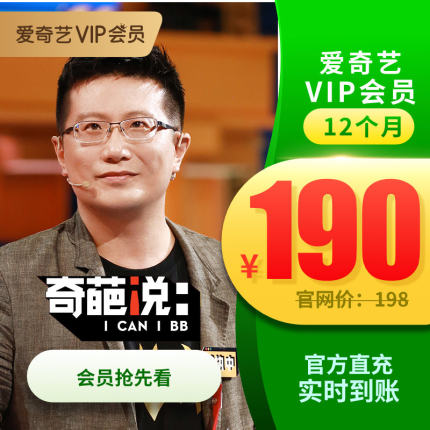 爱奇艺 VIP会员
奇葩说:
I CAN I BB
会员抢先看
爱奇艺
VIP会员
12个月
¥190
官网价：198
官方直充
实时到账